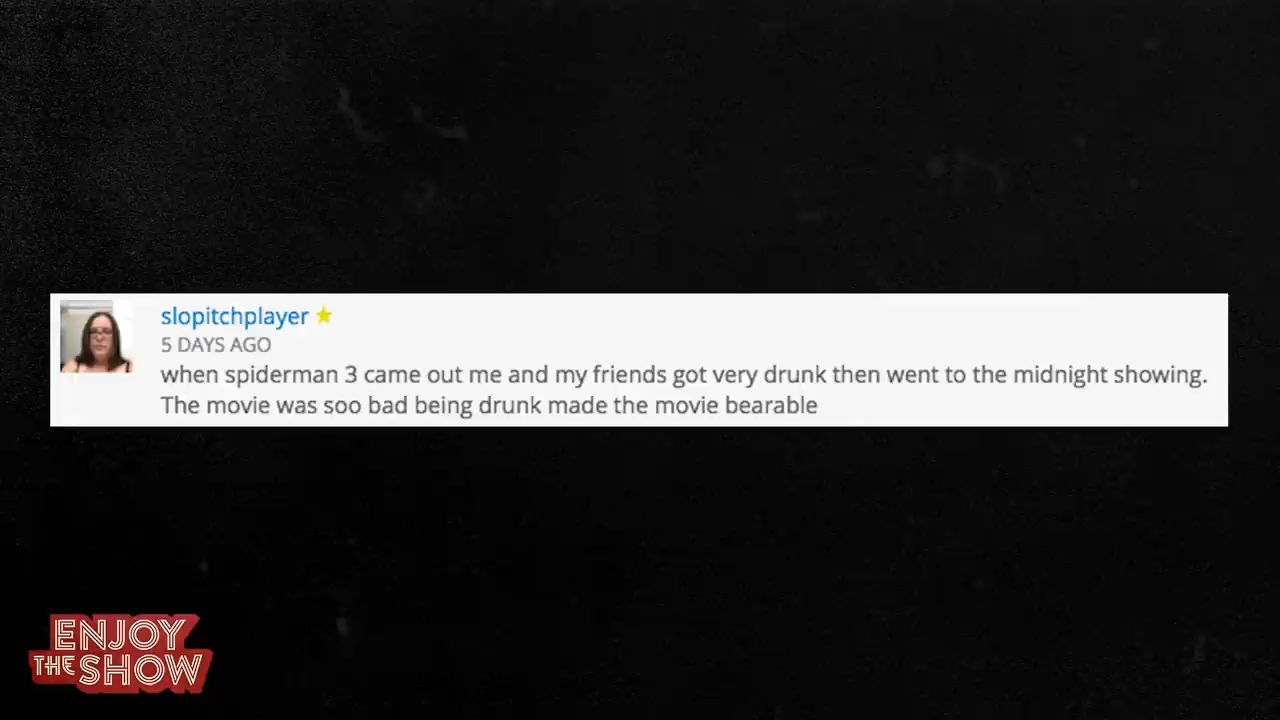 slopitchplayer
5 DAYS AGO
when spiderman 3 came out me and my friends got very drunk then went to the midnight showing.
The movie was soo bad being drunk made the movie bearable
ENJOY
THE SHOW